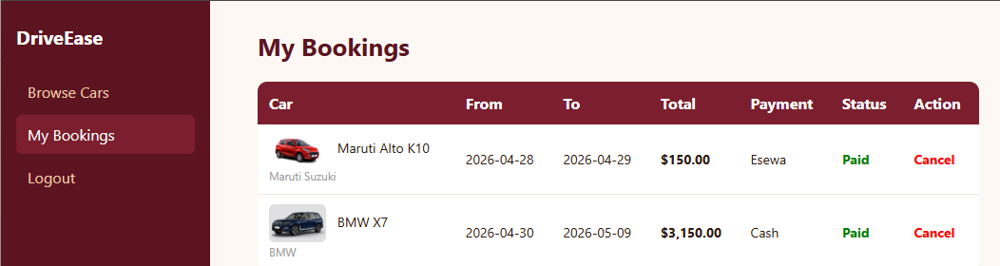 DriveEase
Browse Cars
My Bookings
Logout
My Bookings
Car From To Total Payment Status Action
Maruti Alto K10
Maruti Suzuki
2026-04-28 2026-04-29 $150.00 Esewa Paid Cancel
BMW X7
BMW
2026-04-30 2026-05-09 $3,150.00 Cash Paid Cancel